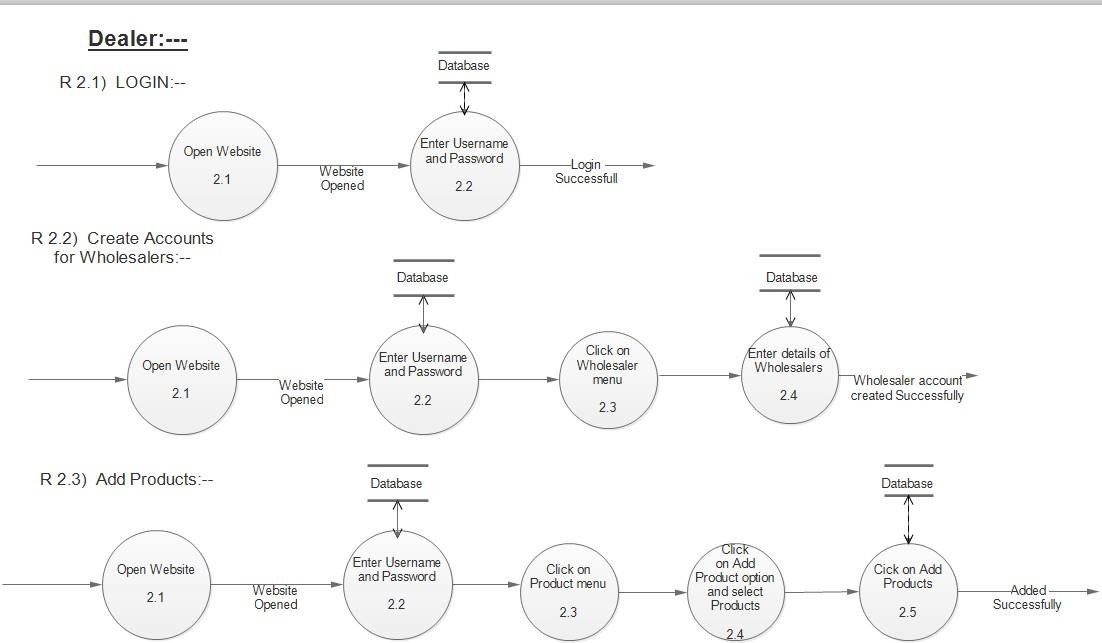 Dealer:---
R 2.1)  LOGIN:--
Database
Open Website
2.1
Website
Opened
Enter Username
and Password
2.2
Login
Successfull
R 2.2)  Create Accounts
for Wholesalers:--
Database
Database
Open Website
2.1
Website
Opened
Enter Username
and Password
2.2
Click on
Wholesaler
menu
2.3
Enter details of
Wholesalers
2.4
Wholesaler account
created Successfully
R 2.3)  Add Products:--
Database
Database
Open Website
2.1
Website
Opened
Enter Username
and Password
2.2
Click on
Product menu
2.3
Click
on Add
Product option
and select
Products
2.4
Cick on Add
Products
2.5
Added
Successfully